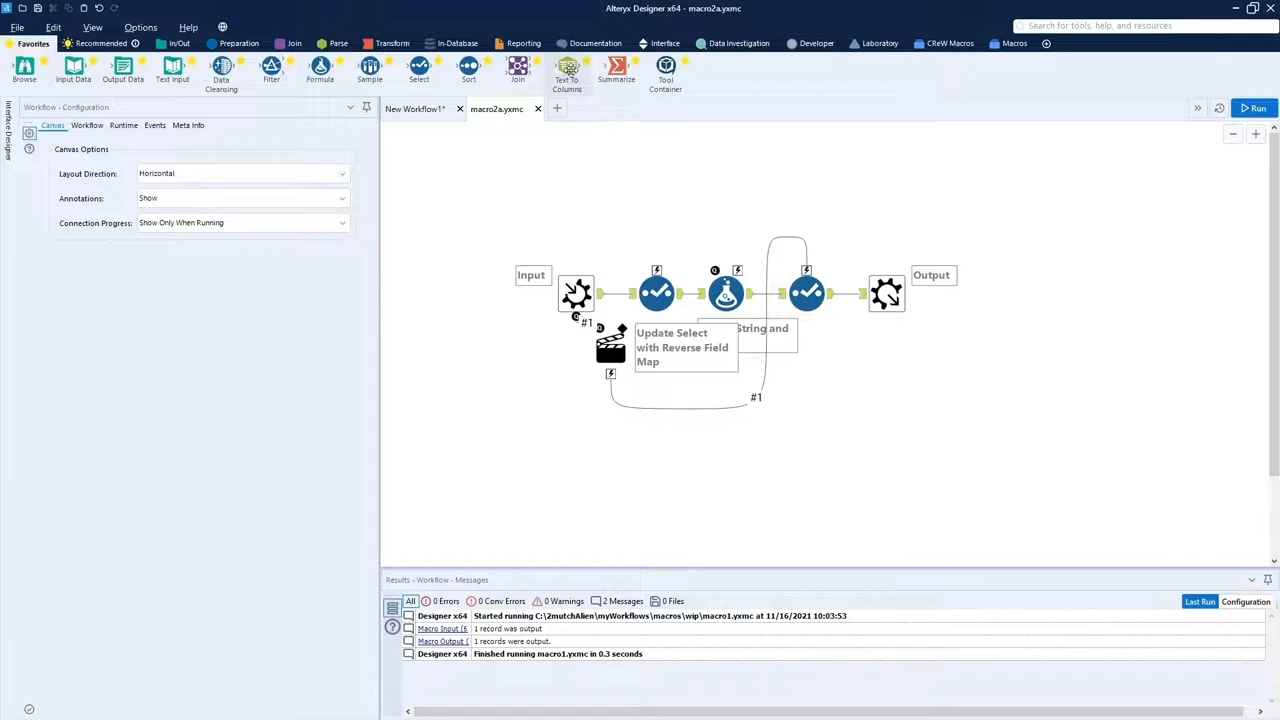 Alteryx Designer x64 - macro2a.yxmc
File Edit View Options Help
Search for tools, help, and resources
Favorites Recommended In/Out Preparation Join Parse Transform In-Database Reporting Documentation Interface Data Investigation Developer Laboratory CReW Macros Macros
Browse Input Data Output Data Text Input Data Cleansing Filter Formula Sample Select Sort Join Text To Columns Summarize Tool Container
Interface Designer
Workflow - Configuration
New Workflow1* macro2a.yxmc
Run
Canvas Workflow Runtime Events Meta Info
Canvas Options
Layout Direction: Horizontal
Annotations: Show
Connection Progress: Show Only When Running
Input
Output
#1
String and
Update Select
with Reverse Field
Map
#1
Results - Workflow - Messages
All 0 Errors 0 Conv Errors 0 Warnings 2 Messages 0 Files Last Run Configuration
Designer x64 Started running C:\2mutchAlien\myWorkflows\macros\wip\macro1.yxmc at 11/16/2021 10:03:53
Macro Input (6 1 record was output
Macro Output ( 1 records were output.
Designer x64 Finished running macro1.yxmc in 0.3 seconds